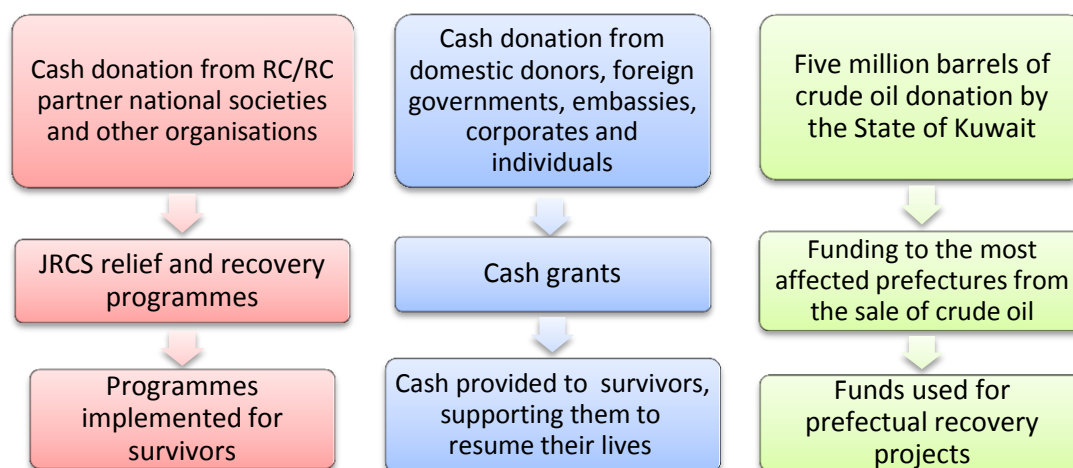 Cash donation from RC/RC
partner national societies
and other organisations
JRCS relief and recovery
programmes
Programmes
implemented for
survivors
Cash donation from
domestic donors, foreign
governments, embassies,
corporates and
individuals
Cash grants
Cash provided to survivors,
supporting them to
resume their lives
Five million barrels of
crude oil donation by
the State of Kuwait
Funding to the most
affected prefectures from
the sale of crude oil
Funds used for
prefectual recovery
projects